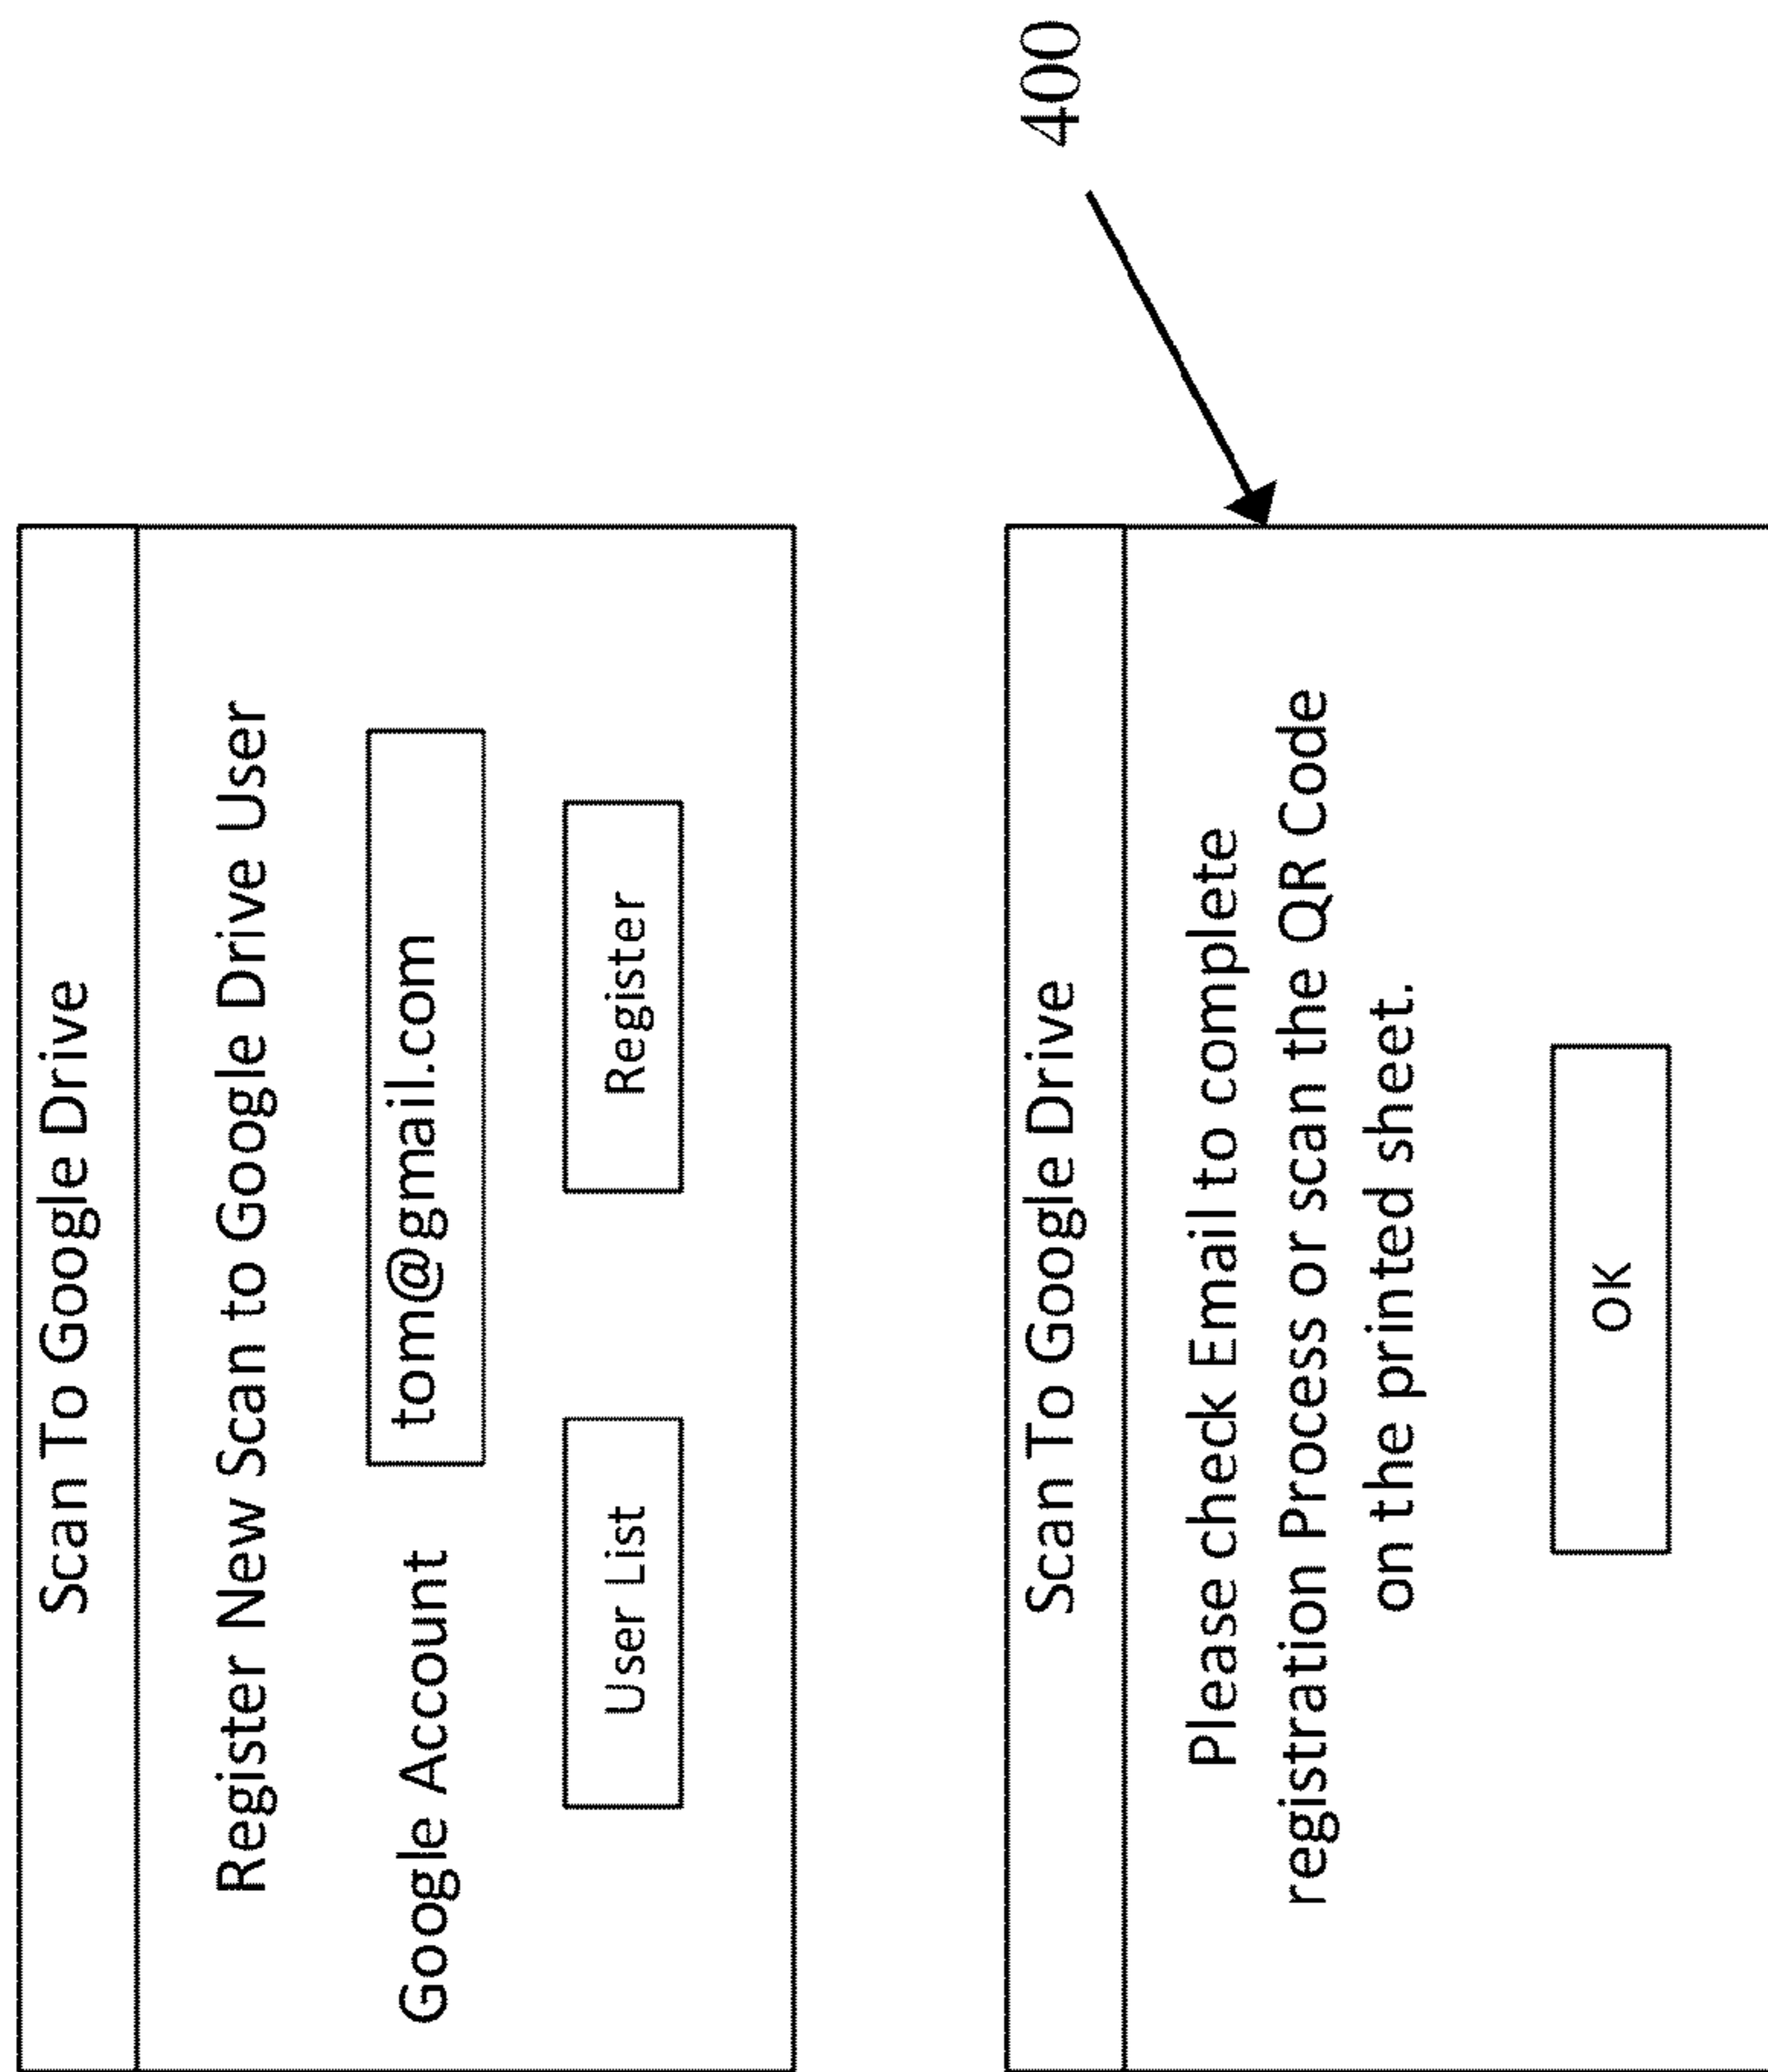 Scan To Google Drive
Register New Scan to Google Drive User
Google Account tom@gmail.com
User List Register
400
Scan To Google Drive
Please check Email to complete
registration Process or scan the QR Code
on the printed sheet.
OK